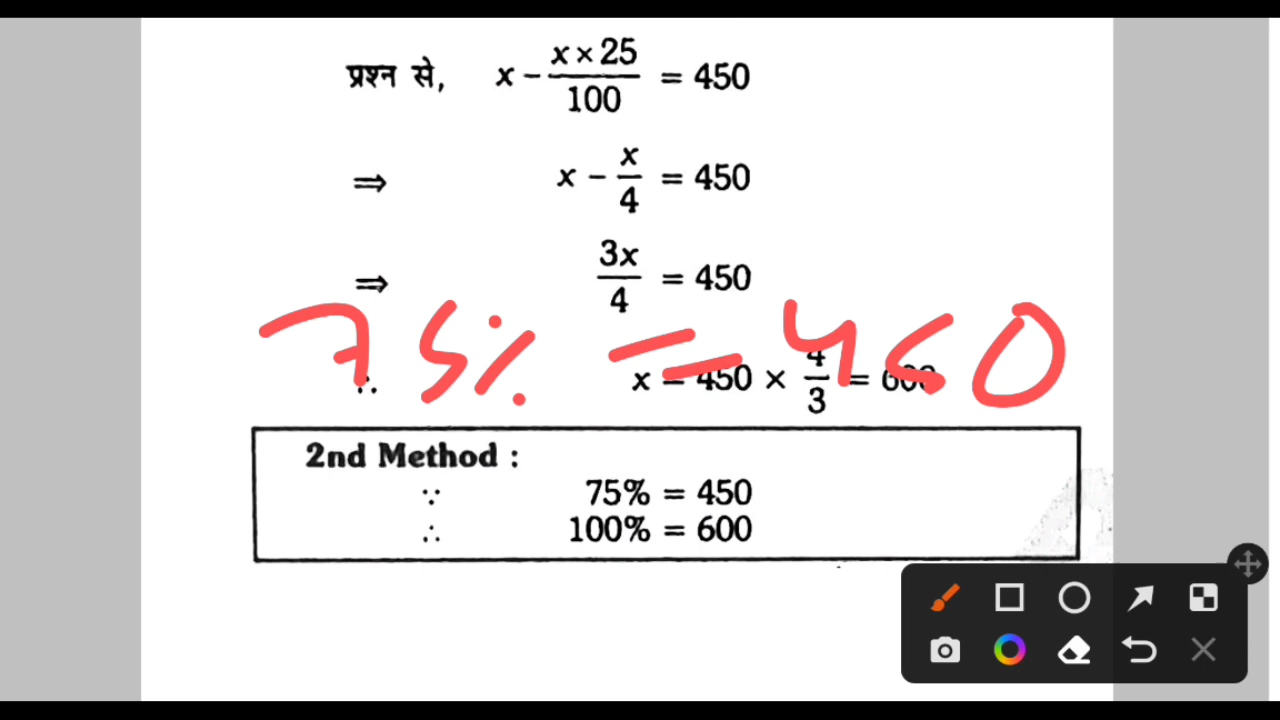 प्रश्न से, x - x × 25 / 100 = 450
⇒ x - x/4 = 450
⇒ 3x/4 = 450
75% = 450
∴ x = 450 × 4/3 = 600
2nd Method :
∵ 75% = 450
∴ 100% = 600